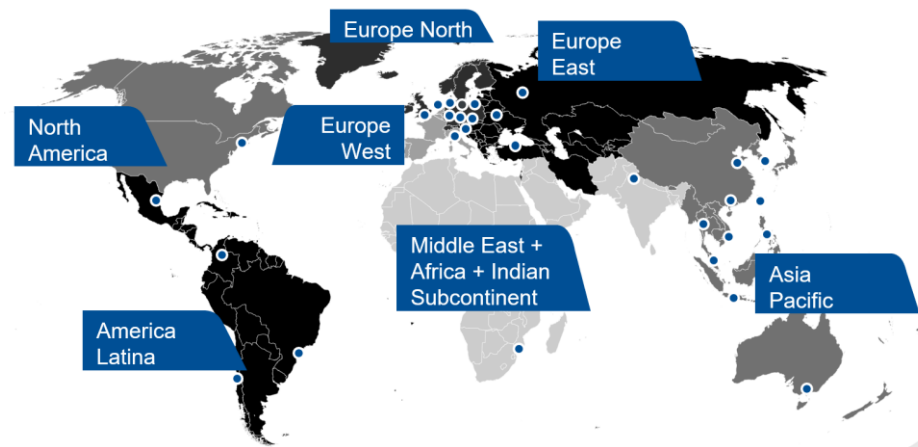 Europe North
Europe
East
North
America
Europe
West
Middle East +
Africa + Indian
Subcontinent
Asia
Pacific
America
Latina